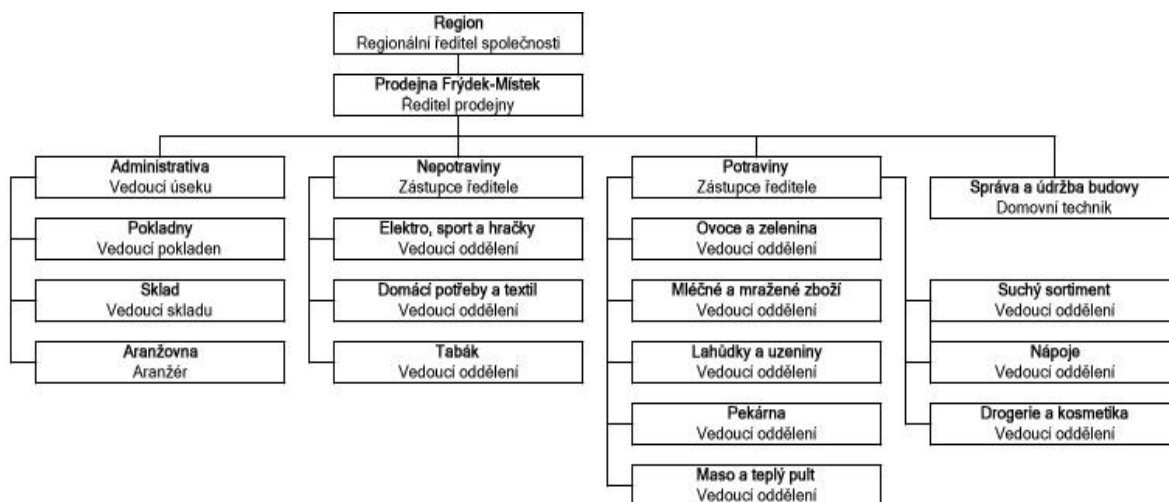 Region
Regionální ředitel společnosti
Prodejna Frýdek-Místek
Ředitel prodejny
Administrativa
Vedoucí úseku
Nepotraviny
Zástupce ředitele
Potraviny
Zástupce ředitele
Správa a údržba budovy
Domovní technik
Pokladny
Vedoucí pokladen
Elektro, sport a hračky
Vedoucí oddělení
Ovoce a zelenina
Vedoucí oddělení
Sklad
Vedoucí skladu
Domácí potřeby a textil
Vedoucí oddělení
Mléčné a mražené zboží
Vedoucí oddělení
Suchý sortiment
Vedoucí oddělení
Aranžovna
Aranžér
Tabák
Vedoucí oddělení
Lahůdky a uzeniny
Vedoucí oddělení
Nápoje
Vedoucí oddělení
Pekárna
Vedoucí oddělení
Drogerie a kosmetika
Vedoucí oddělení
Maso a teplý pult
Vedoucí oddělení